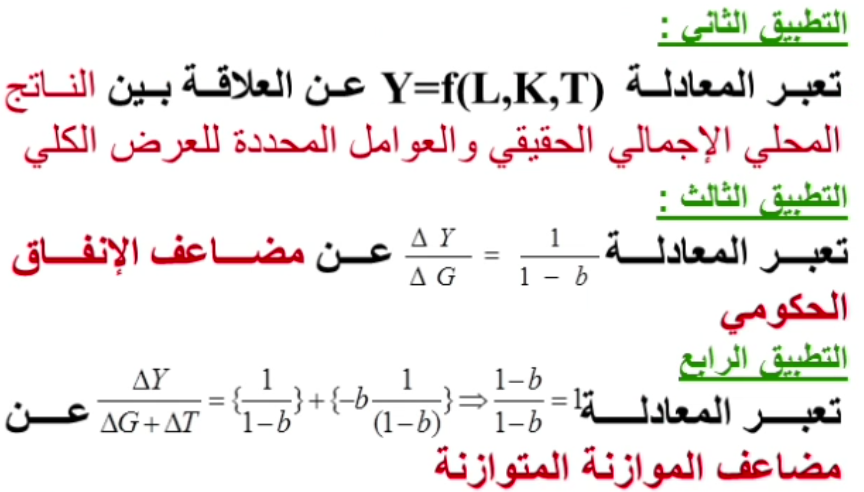 التطبيق الثاني :
تعبر المعادلة Y=f(L,K,T) عن العلاقة بين الناتج
المحلي الإجمالي الحقيقي والعوامل المحددة للعرض الكلي
التطبيق الثالث :
تعبر المعادلة Δ Y / Δ G = 1 / 1 − b عن مضاعف الإنفاق
الحكومي
التطبيق الرابع
تعبر المعادلة ΔY / ΔG+ΔT = {1 / 1−b}+{−b 1 / (1−b)}⇒ 1−b / 1−b = 1 عن
مضاعف الموازنة المتوازنة